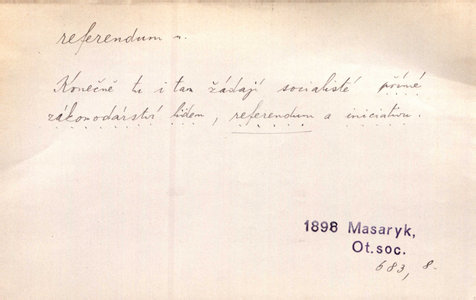 referendum n.
Konečně tu i tam žádají socialisté přímé
zákonodárství lidem, referendum a iniciativu.
1898 Masaryk,
Ot.soc.
683, 8.